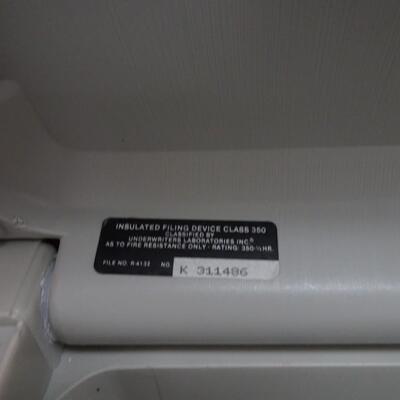 INSULATED FILING DEVICE CLASS 350
CLASSIFIED BY
UNDERWRITERS LABORATORIES INC.®
AS TO FIRE RESISTANCE ONLY - RATING: 350-½ HR.
FILE NO. R-4132 NO. K 311486